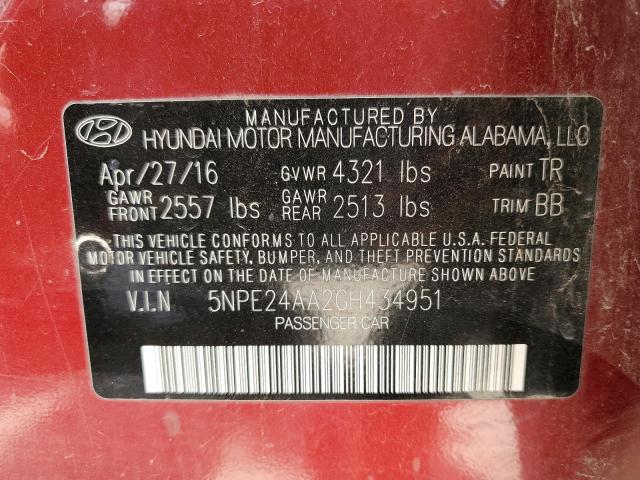 MANUFACTURED BY
HYUNDAI MOTOR MANUFACTURING ALABAMA, LLC
Apr/27/16 GVWR 4321 lbs PAINT TR
GAWR FRONT 2557 lbs GAWR REAR 2513 lbs TRIM BB
THIS VEHICLE CONFORMS TO ALL APPLICABLE U.S.A. FEDERAL
MOTOR VEHICLE SAFETY, BUMPER, AND THEFT PREVENTION STANDARDS
IN EFFECT ON THE DATE OF MANUFACTURE SHOWN ABOVE.
V.I.N 5NPE24AA2GH434951
PASSENGER CAR